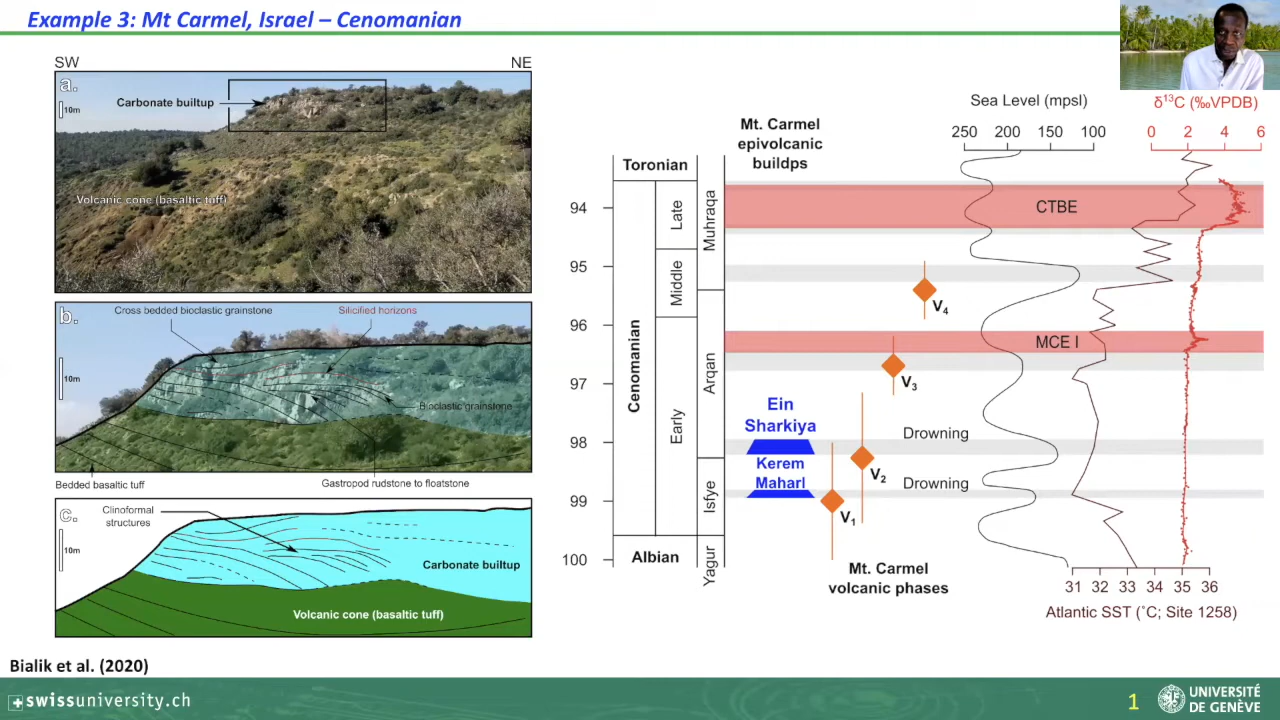 Example 3: Mt Carmel, Israel – Cenomanian
SW
NE
a.
10m
Carbonate builtup
Volcanic cone (basaltic tuff)
b.
Cross bedded bioclastic grainstone
Silicified horizons
10m
Bioclastic grainstone
Bedded basaltic tuff
Gastropod rudstone to floatstone
c.
Clinoformal
structures
10m
Carbonate builtup
Volcanic cone (basaltic tuff)
Bialik et al. (2020)
Mt. Carmel
epivolcanic
buildps
Sea Level (mpsl)
250 200 150 100
δ¹³C (‰VPDB)
0 2 4 6
94
95
96
97
98
99
100
Toronian
Cenomanian
Albian
Late
Middle
Early
Muhraqa
Arqan
Isfye
Yagur
CTBE
V₄
MCE I
V₃
Ein
Sharkiya
Drowning
Kerem
Maharl
V₂
Drowning
V₁
Mt. Carmel
volcanic phases
31 32 33 34 35 36
Atlantic SST (˚C; Site 1258)
swissuniversity.ch
1
UNIVERSITÉ
DE GENÈVE